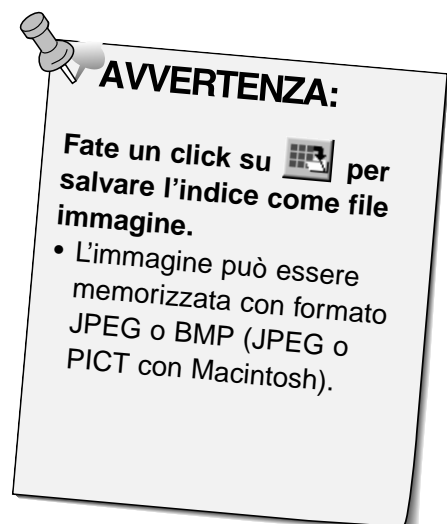 AVVERTENZA:
Fate un click su per
salvare l'indice come file
immagine.
• L'immagine può essere
memorizzata con formato
JPEG o BMP (JPEG o
PICT con Macintosh).